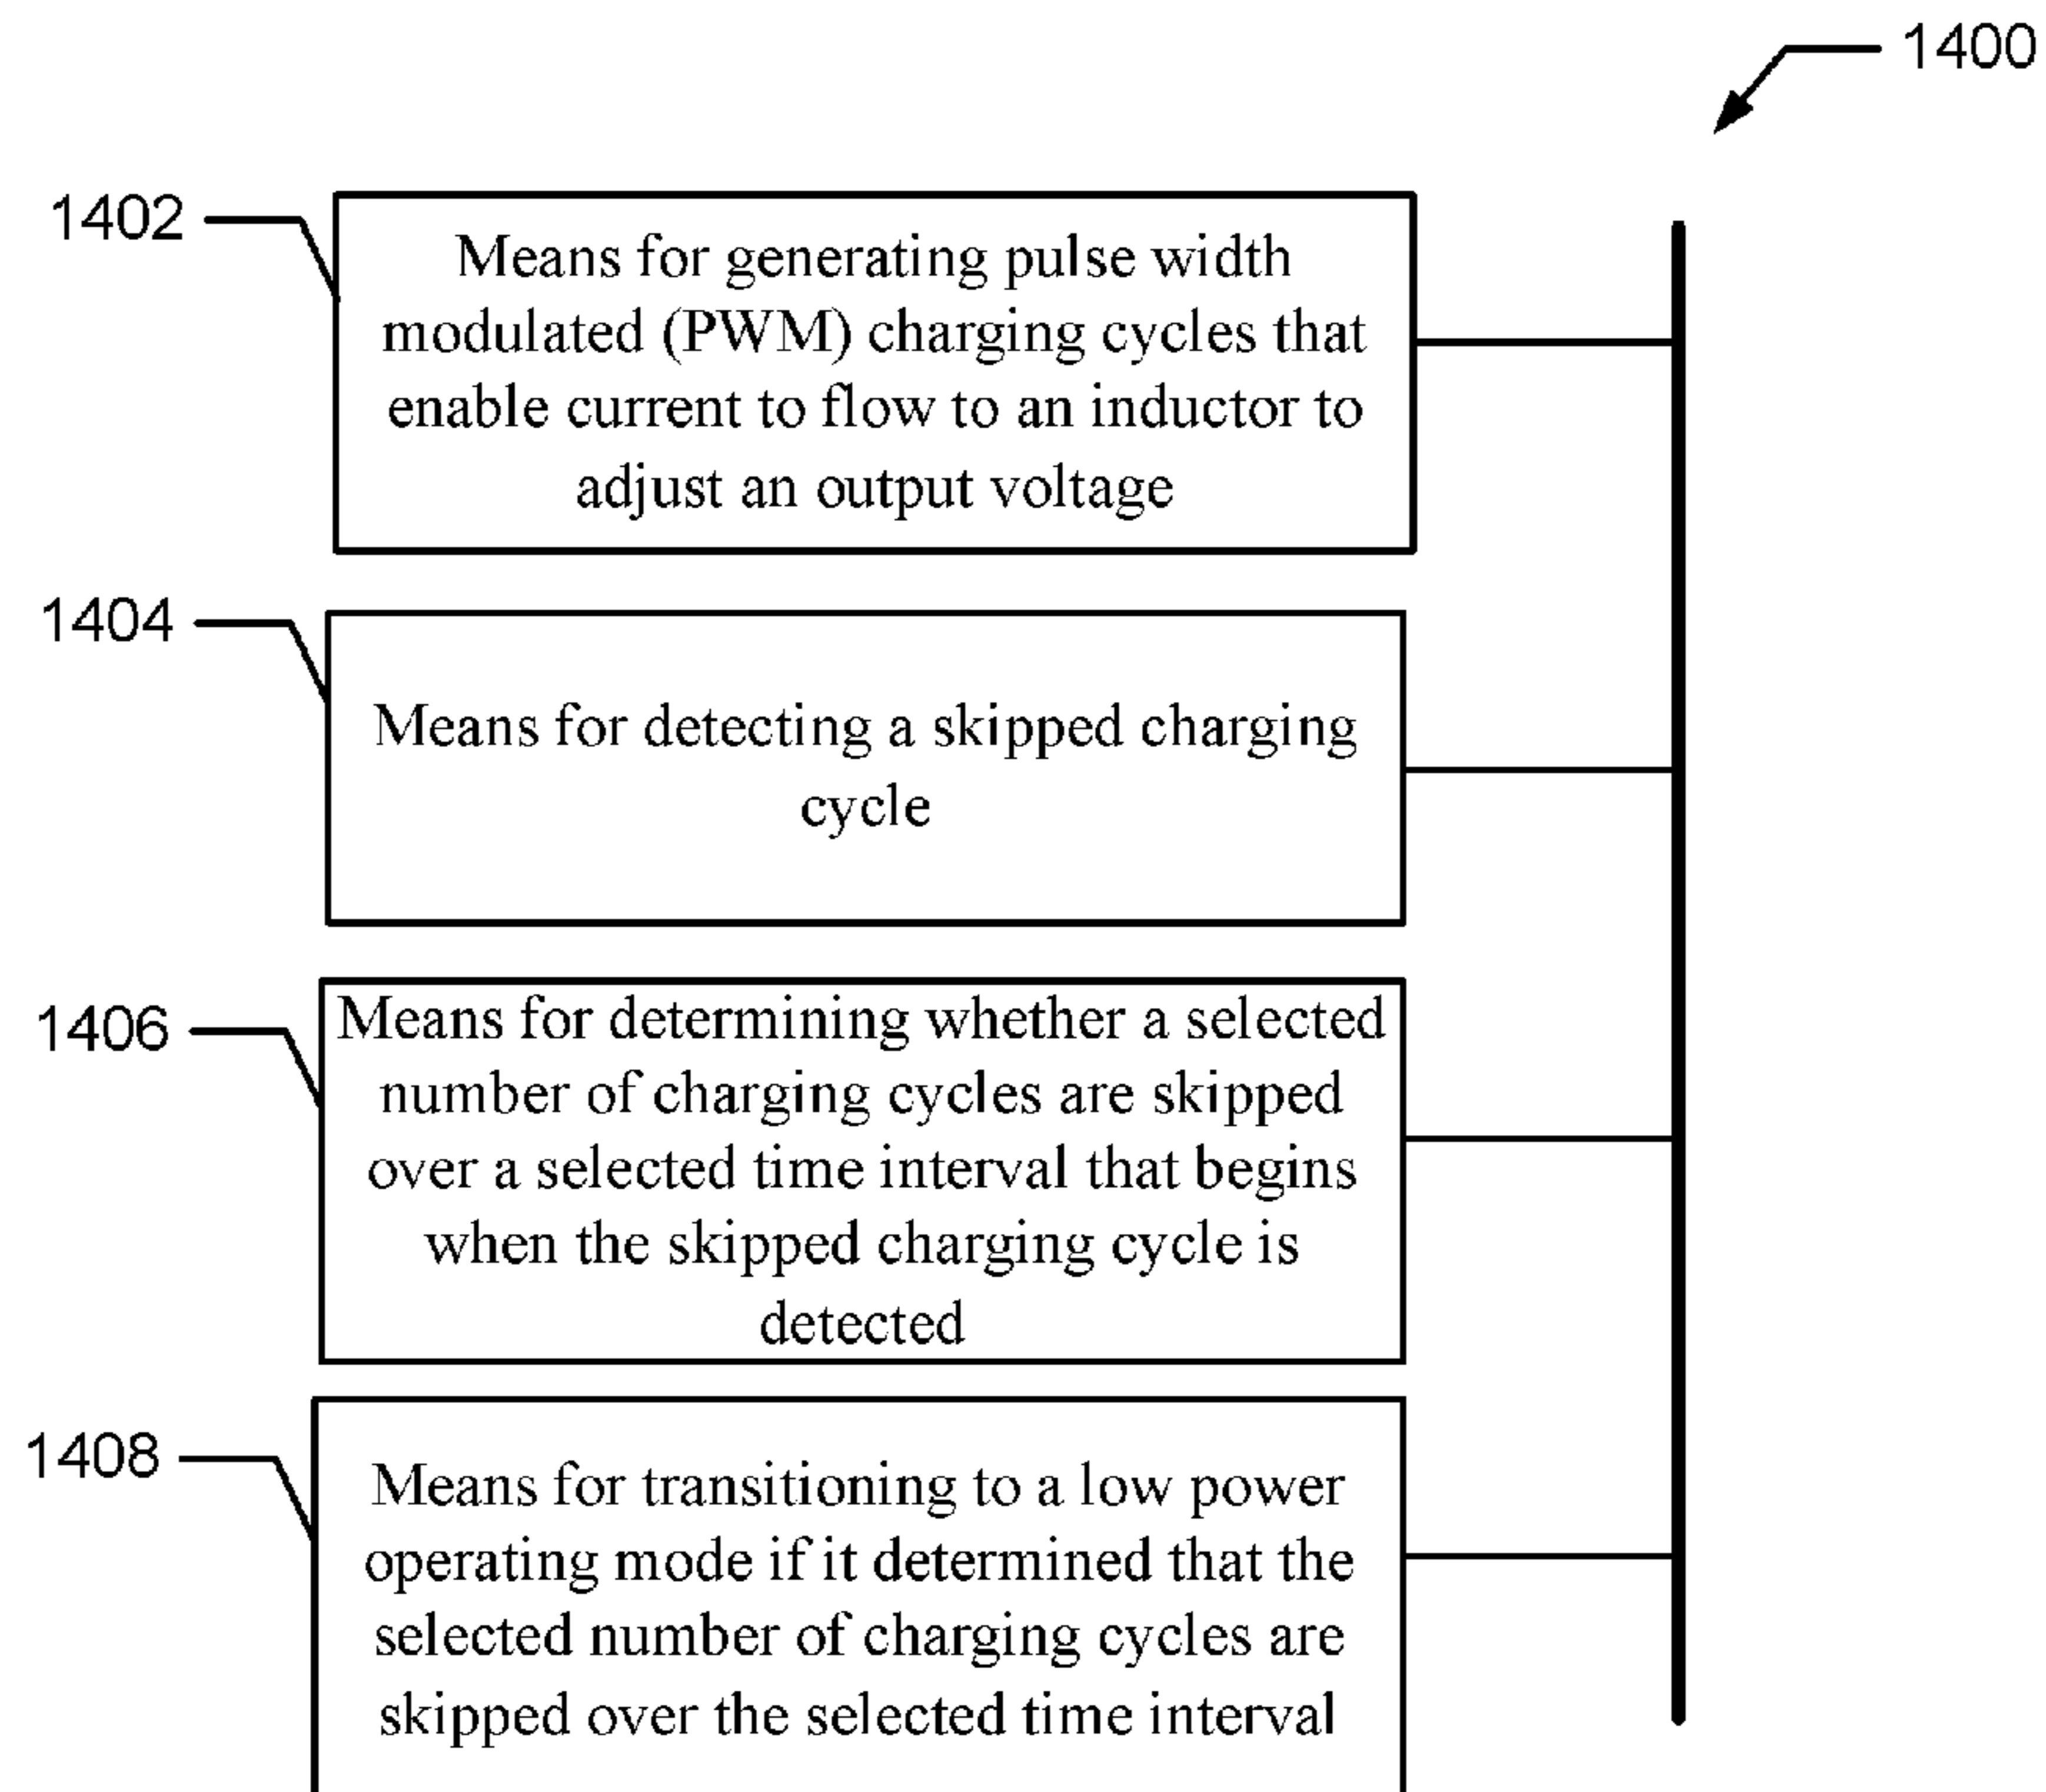 1400
1402
Means for generating pulse width
modulated (PWM) charging cycles that
enable current to flow to an inductor to
adjust an output voltage
1404
Means for detecting a skipped charging
cycle
1406
Means for determining whether a selected
number of charging cycles are skipped
over a selected time interval that begins
when the skipped charging cycle is
detected
1408
Means for transitioning to a low power
operating mode if it determined that the
selected number of charging cycles are
skipped over the selected time interval